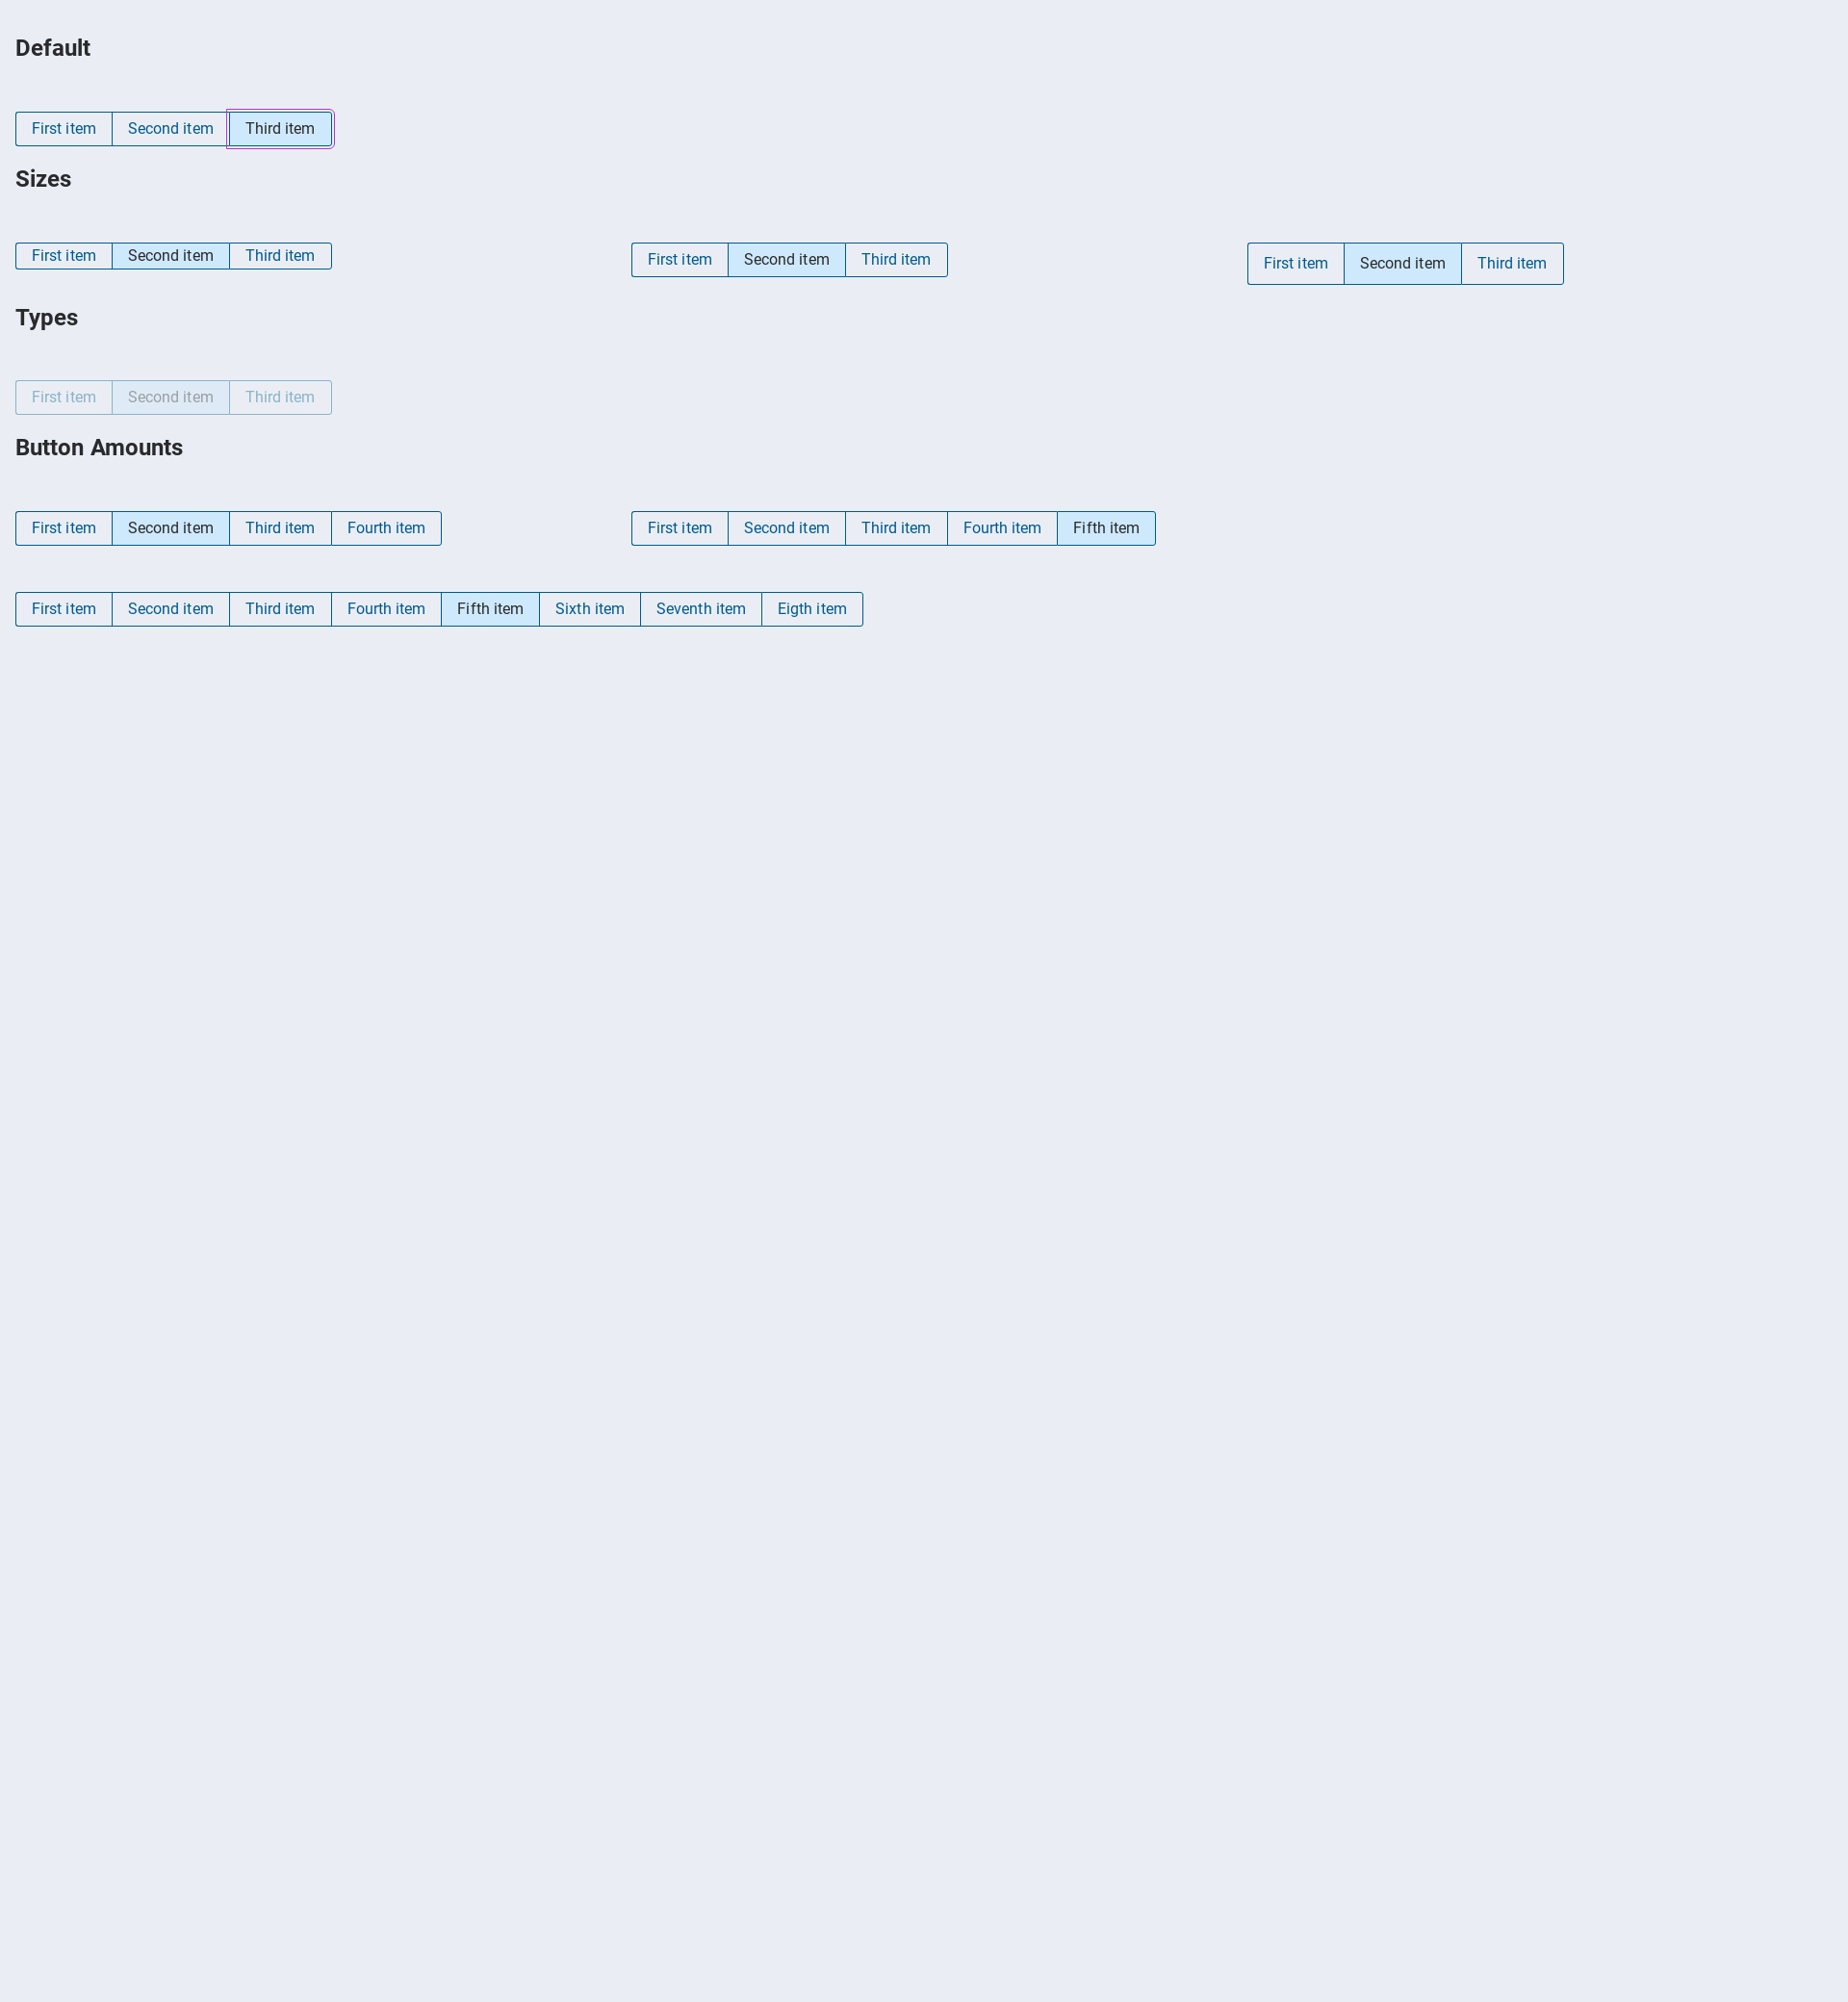 Default
First item Second item Third item
Sizes
First item Second item Third item First item Second item Third item First item Second item Third item
Types
First item Second item Third item
Button Amounts
First item Second item Third item Fourth item First item Second item Third item Fourth item Fifth item
First item Second item Third item Fourth item Fifth item Sixth item Seventh item Eigth item